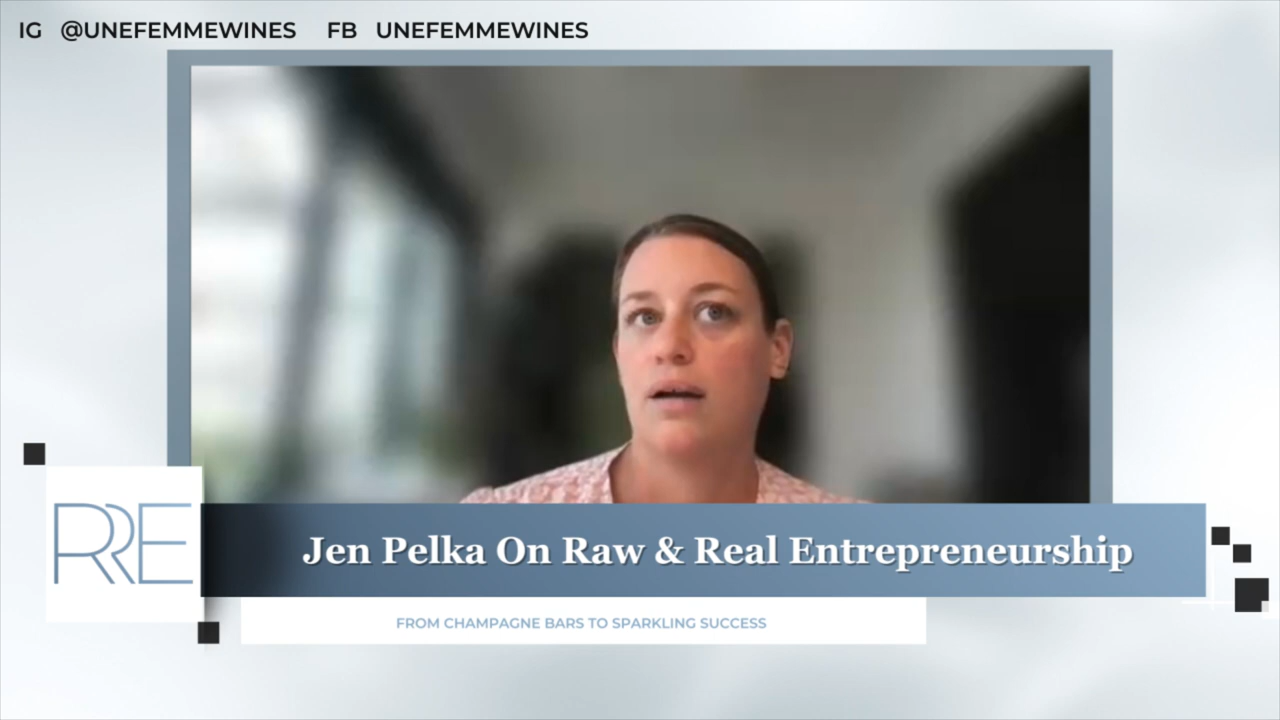 IG @UNEFEMMEWINES FB UNEFEMMEWINES
RRE
Jen Pelka On Raw & Real Entrepreneurship
FROM CHAMPAGNE BARS TO SPARKLING SUCCESS